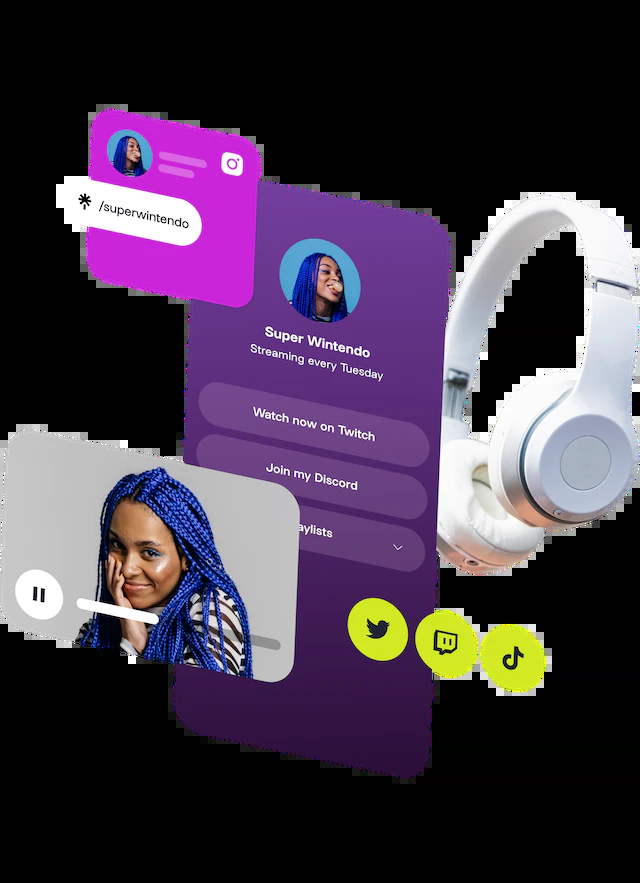 /superwintendo
Super Wintendo
Streaming every Tuesday
Watch now on Twitch
Join my Discord